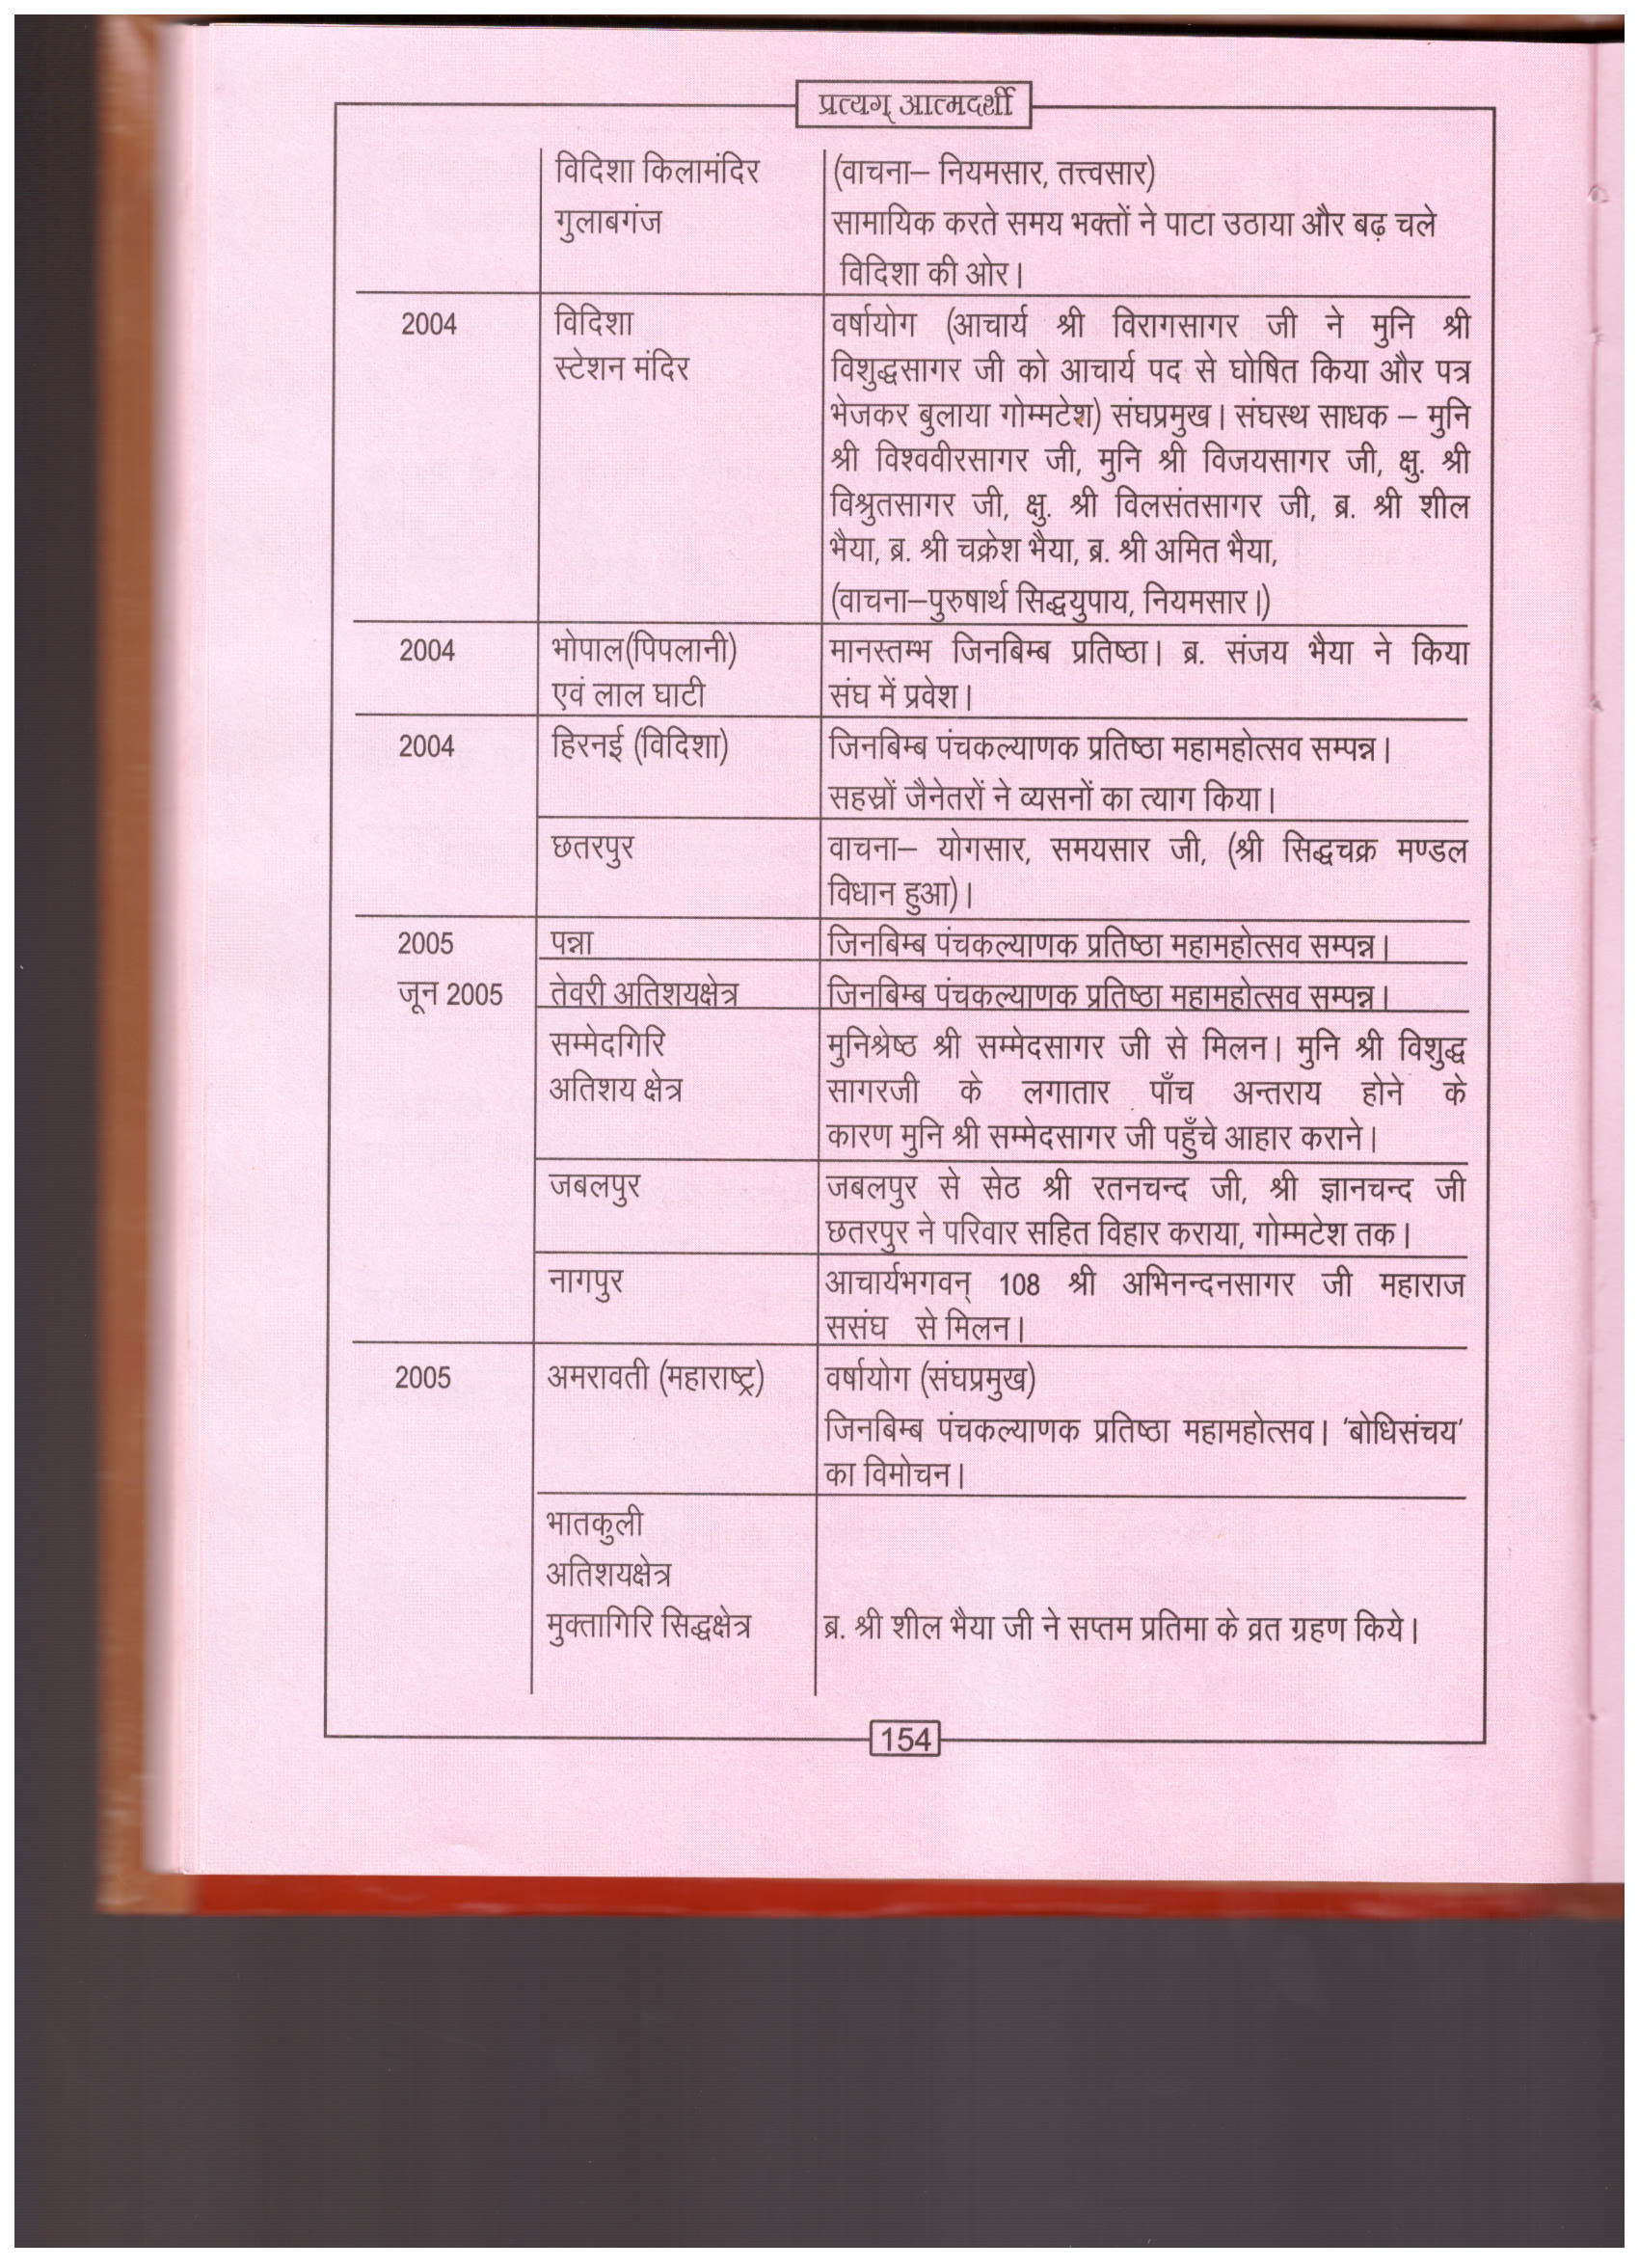 प्रत्यग् आत्मदर्शी
विदिशा किलामंदिर (वाचना– नियमसार, तत्त्वसार)
गुलाबगंज सामायिक करते समय भक्तों ने पाटा उठाया और बढ़ चले
विदिशा की ओर।
2004 विदिशा वर्षायोग (आचार्य श्री विरागसागर जी ने मुनि श्री
स्टेशन मंदिर विशुद्धसागर जी को आचार्य पद से घोषित किया और पत्र
भेजकर बुलाया गोम्मटेश) संघप्रमुख। संघस्थ साधक – मुनि
श्री विश्ववीरसागर जी, मुनि श्री विजयसागर जी, क्षु. श्री
विश्रुतसागर जी, क्षु. श्री विलसंतसागर जी, ब्र. श्री शील
भैया, ब्र. श्री चक्रेश भैया, ब्र. श्री अमित भैया,
(वाचना–पुरुषार्थ सिद्धयुपाय, नियमसार।)
2004 भोपाल(पिपलानी) मानस्तम्भ जिनबिम्ब प्रतिष्ठा। ब्र. संजय भैया ने किया
एवं लाल घाटी संघ में प्रवेश।
2004 हिरनई (विदिशा) जिनबिम्ब पंचकल्याणक प्रतिष्ठा महामहोत्सव सम्पन्न।
सहस्रों जैनेतरों ने व्यसनों का त्याग किया।
छतरपुर वाचना– योगसार, समयसार जी, (श्री सिद्धचक्र मण्डल
विधान हुआ)।
2005 पन्ना जिनबिम्ब पंचकल्याणक प्रतिष्ठा महामहोत्सव सम्पन्न।
जून 2005 तेवरी अतिशयक्षेत्र जिनबिम्ब पंचकल्याणक प्रतिष्ठा महामहोत्सव सम्पन्न।
सम्मेदगिरि मुनिश्रेष्ठ श्री सम्मेदसागर जी से मिलन। मुनि श्री विशुद्ध
अतिशय क्षेत्र सागरजी के लगातार पाँच अन्तराय होने के
कारण मुनि श्री सम्मेदसागर जी पहुँचे आहार कराने।
जबलपुर जबलपुर से सेठ श्री रतनचन्द जी, श्री ज्ञानचन्द जी
छतरपुर ने परिवार सहित विहार कराया, गोम्मटेश तक।
नागपुर आचार्यभगवन् 108 श्री अभिनन्दनसागर जी महाराज
ससंघ से मिलन।
2005 अमरावती (महाराष्ट्र) वर्षायोग (संघप्रमुख)
जिनबिम्ब पंचकल्याणक प्रतिष्ठा महामहोत्सव। 'बोधिसंचय'
का विमोचन।
भातकुली
अतिशयक्षेत्र
मुक्तागिरि सिद्धक्षेत्र ब्र. श्री शील भैया जी ने सप्तम प्रतिमा के व्रत ग्रहण किये।
154